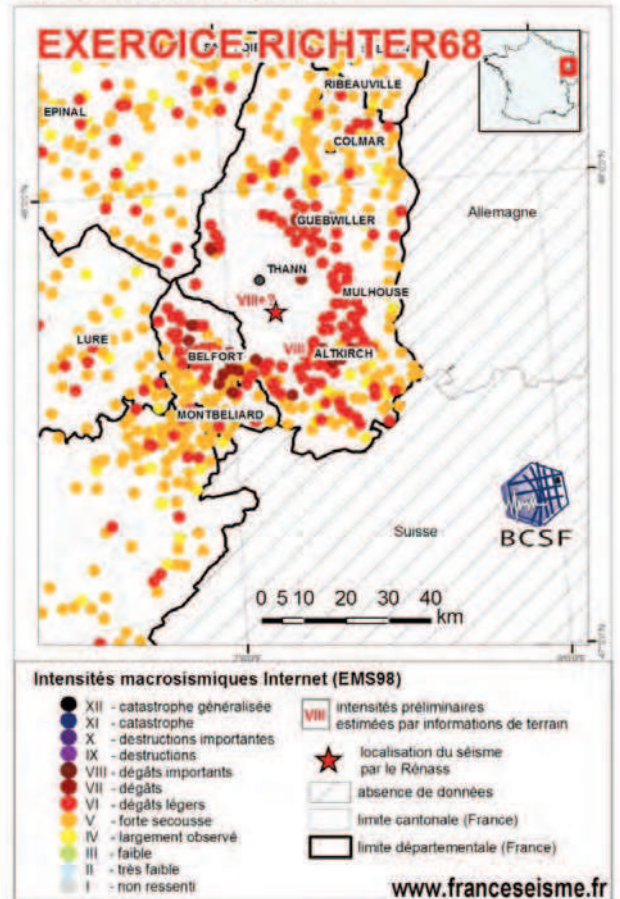 EXERCICE RICHTER68
RIBEAUVILLE
EPINAL
COLMAR
GUEBWILLER
Allemagne
THANN
VIII+?
MULHOUSE
LURE
BELFORT
VIII
ALTKIRCH
MONTBELIARD
Suisse
BCSF
0 5 10 20 30 40
km
Intensités macrosismiques Internet (EMS98)
XII - catastrophe généralisée
XI - catastrophe
X - destructions importantes
IX - destructions
VIII - dégâts importants
VII - dégâts
VI - dégâts légers
V - forte secousse
IV - largement observé
III - faible
II - très faible
I - non ressenti
VIII
intensités préliminaires
estimées par informations de terrain
localisation du séisme
par le Rénass
absence de données
limite cantonale (France)
limite départementale (France)
www.franceseisme.fr